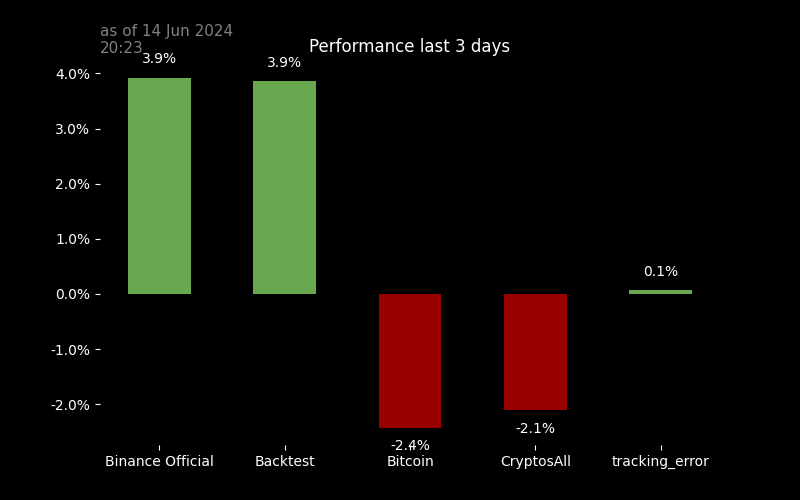 as of 14 Jun 2024
20:23
Performance last 3 days
3.9%
3.9%
4.0%
3.0%
2.0%
1.0%
0.1%
0.0%
-1.0%
-2.0%
-2.1%
-2.4%
Binance Official
Backtest
Bitcoin
CryptosAll
tracking_error